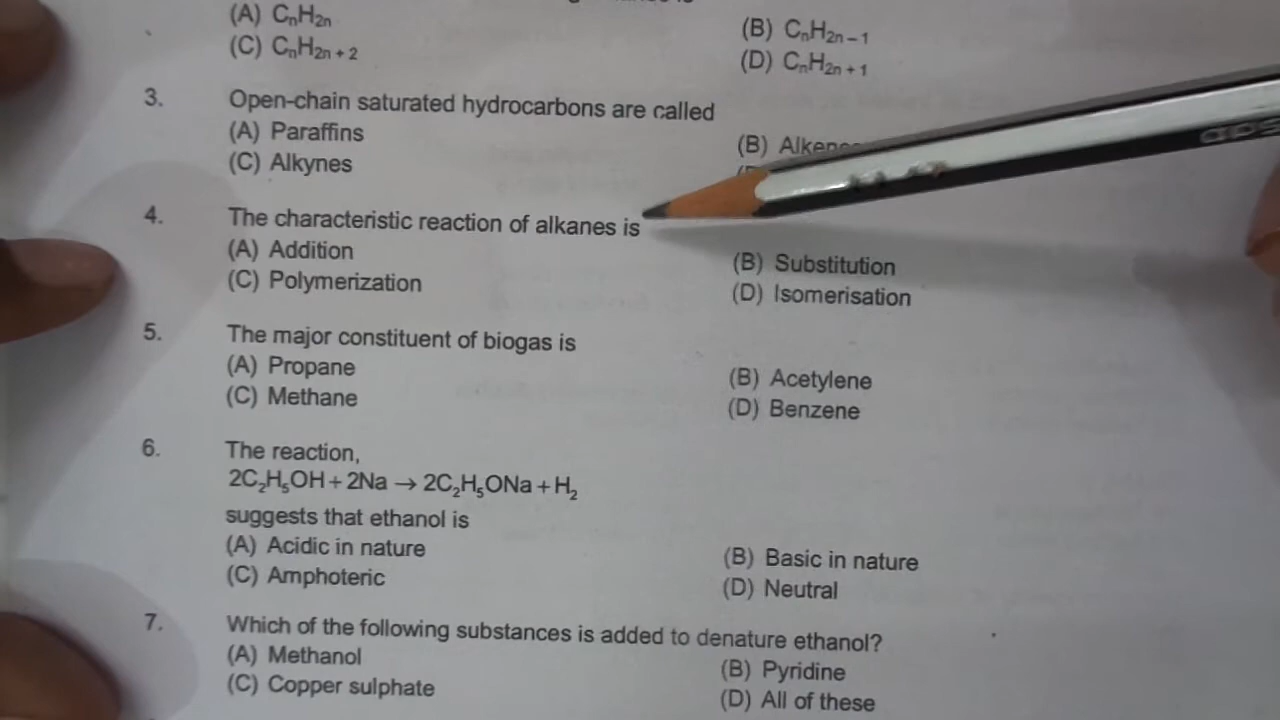 (A) CnH2n
(B) CnH2n – 1
(C) CnH2n + 2
(D) CnH2n + 1
3. Open-chain saturated hydrocarbons are called
(A) Paraffins
(B)
(C) Alkynes
4. The characteristic reaction of alkanes is
(A) Addition
(B) Substitution
(C) Polymerization
(D) Isomerisation
5. The major constituent of biogas is
(A) Propane
(B) Acetylene
(C) Methane
(D) Benzene
6. The reaction,
2C2H5OH + 2Na → 2C2H5ONa + H2
suggests that ethanol is
(A) Acidic in nature
(B) Basic in nature
(C) Amphoteric
(D) Neutral
7. Which of the following substances is added to denature ethanol?
(A) Methanol
(B) Pyridine
(C) Copper sulphate
(D) All of these